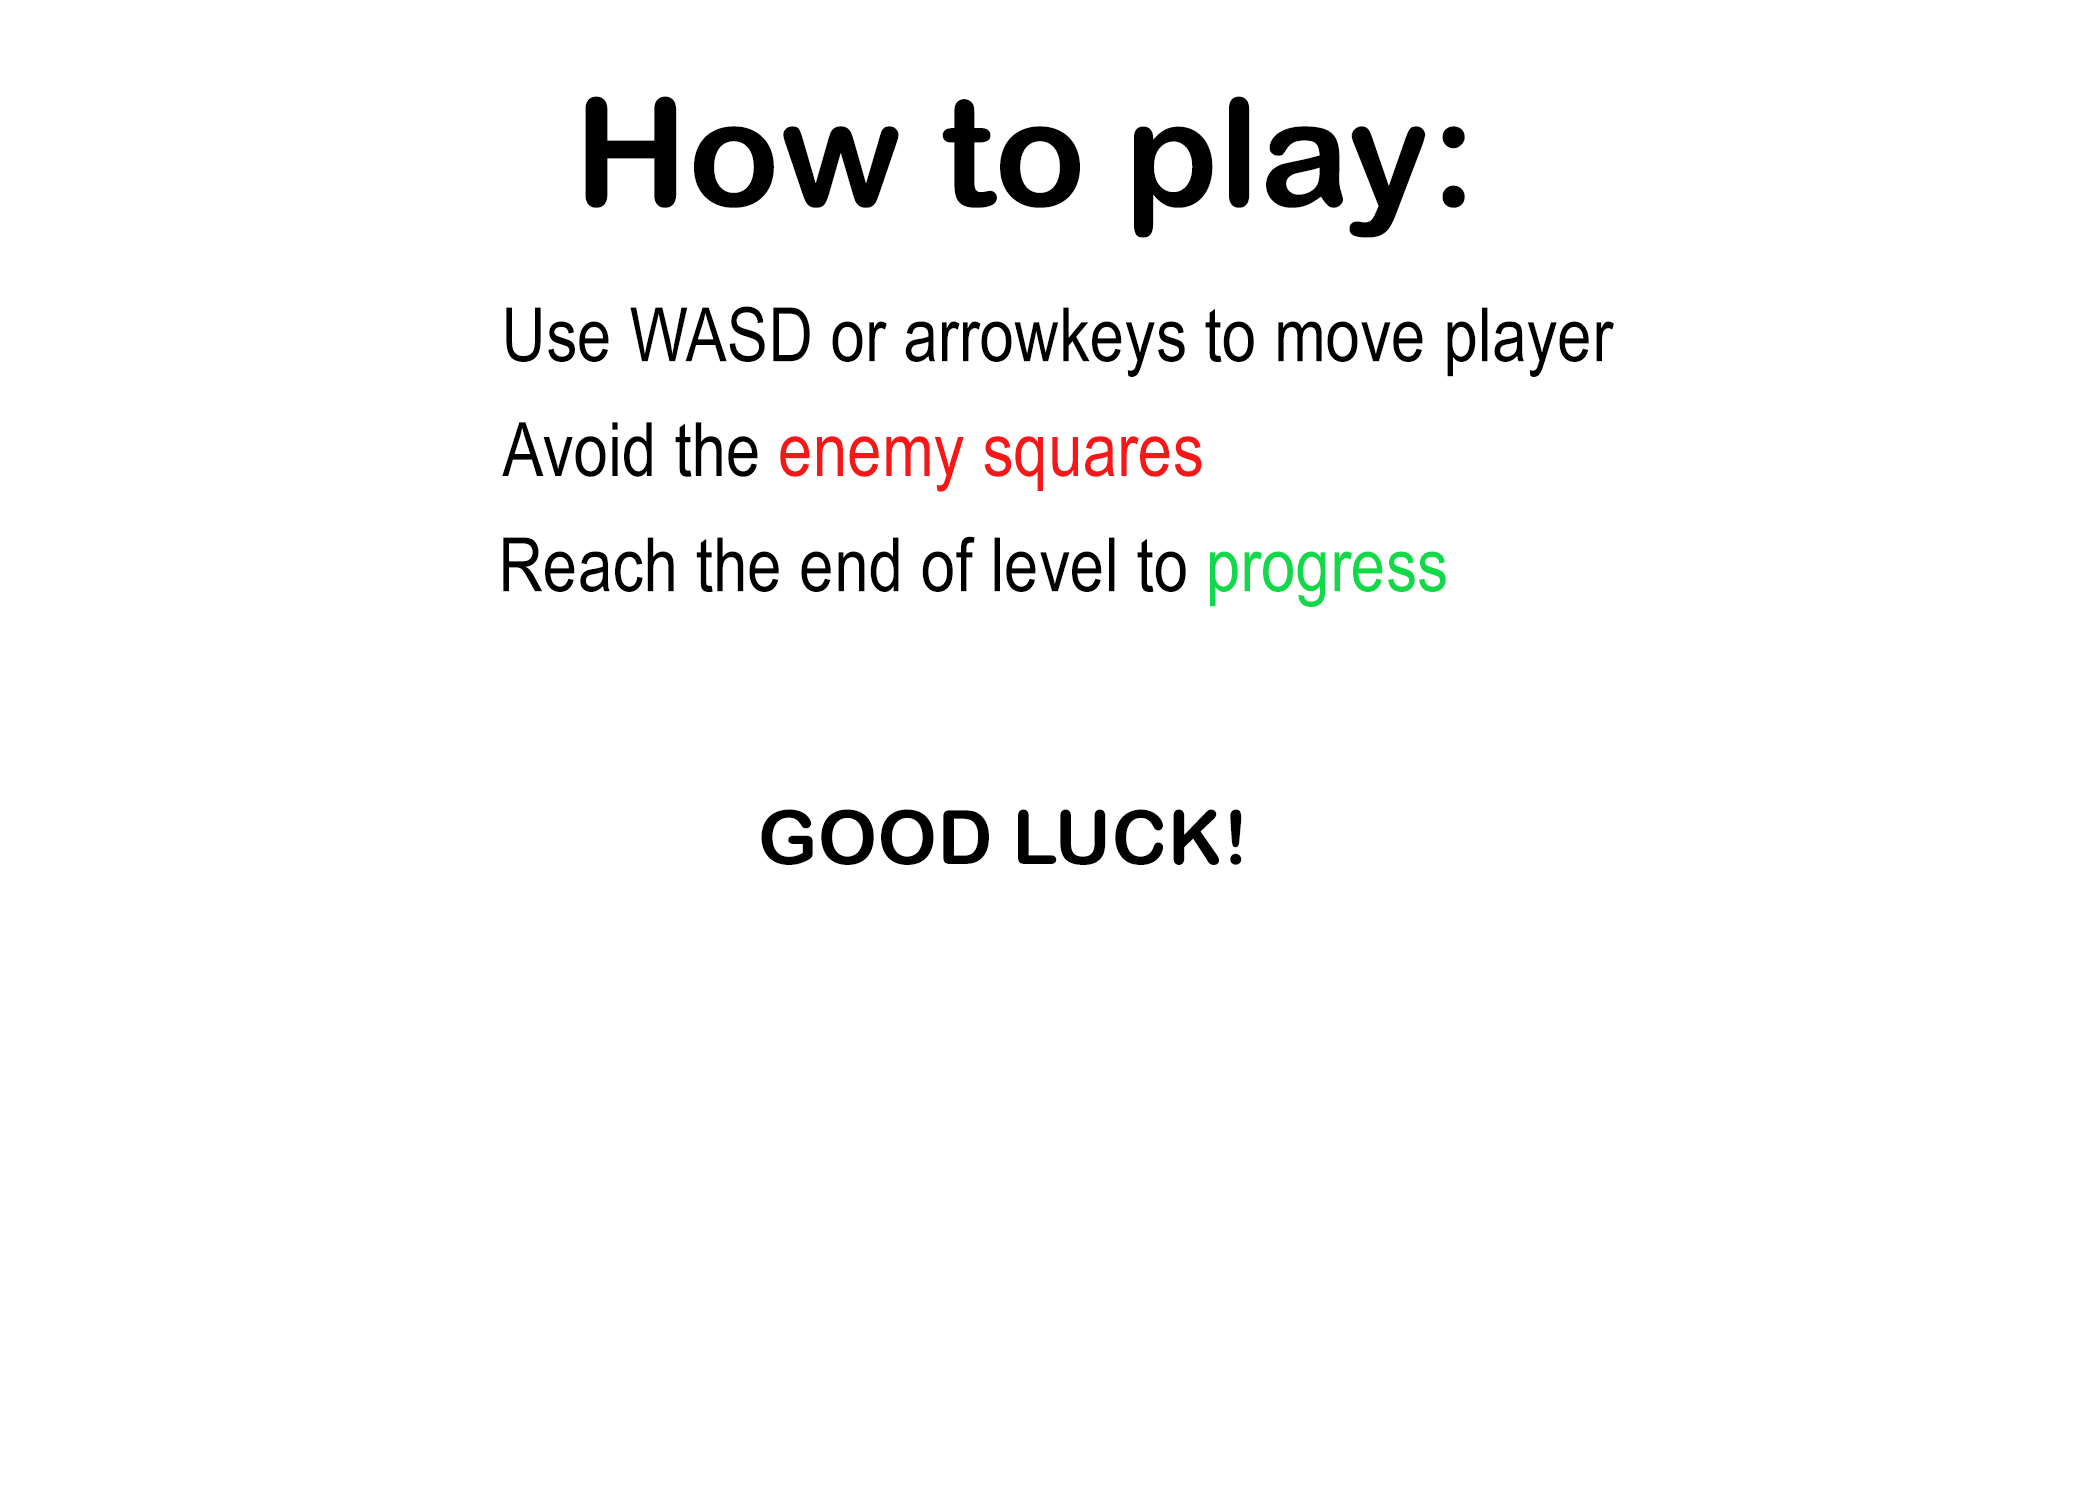 How to play:
Use WASD or arrowkeys to move player
Avoid the enemy squares
Reach the end of level to progress
GOOD LUCK!